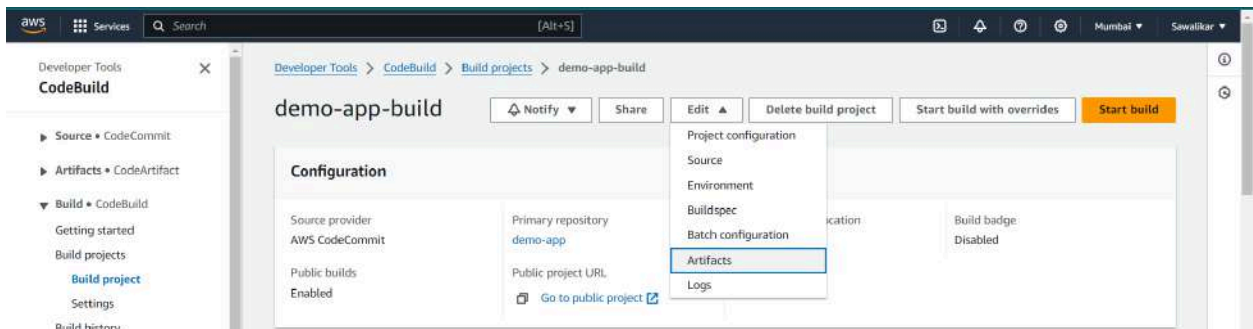 aws Services Search [Alt+S] Mumbai ▼ Sawalikar ▼
Developer Tools
CodeBuild
Source • CodeCommit
Artifacts • CodeArtifact
Build • CodeBuild
Getting started
Build projects
Build project
Settings
Build history
Developer Tools > CodeBuild > Build projects > demo-app-build
demo-app-build
Notify ▼ Share Edit ▲ Delete build project Start build with overrides Start build
Project configuration
Source
Environment
Buildspec
Batch configuration
Artifacts
Logs
Configuration
Source provider
AWS CodeCommit
Primary repository
demo-app
Build badge
Disabled
Public builds
Enabled
Public project URL
Go to public project